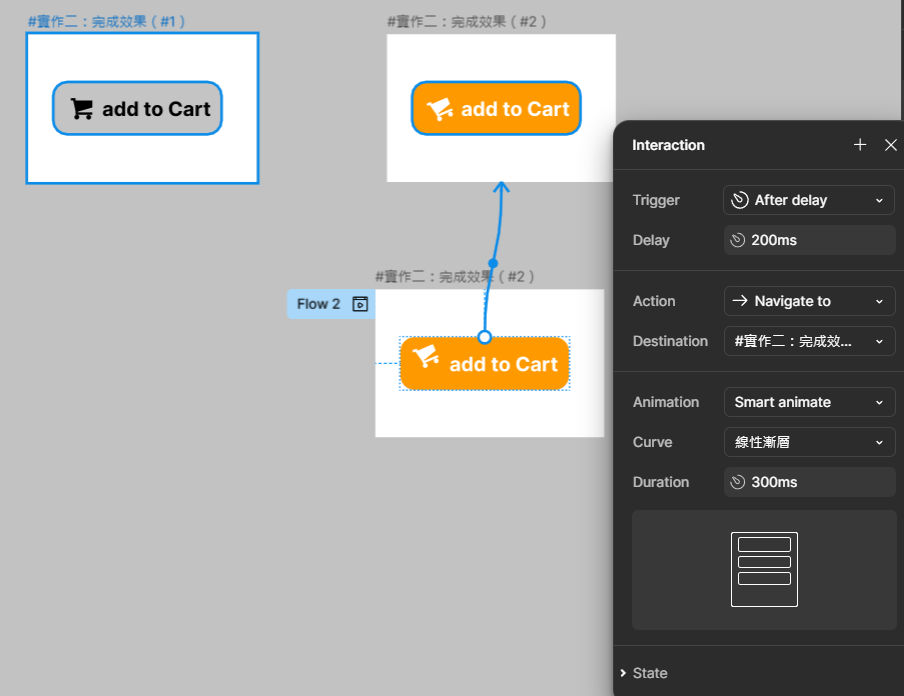 #實作二：完成效果（#1）
#實作二：完成效果（#2）
add to Cart
add to Cart
#實作二：完成效果（#2）
Flow 2
add to Cart
Interaction
Trigger
After delay
Delay
200ms
Action
Navigate to
Destination
#實作二：完成效...
Animation
Smart animate
Curve
線性漸層
Duration
300ms
State